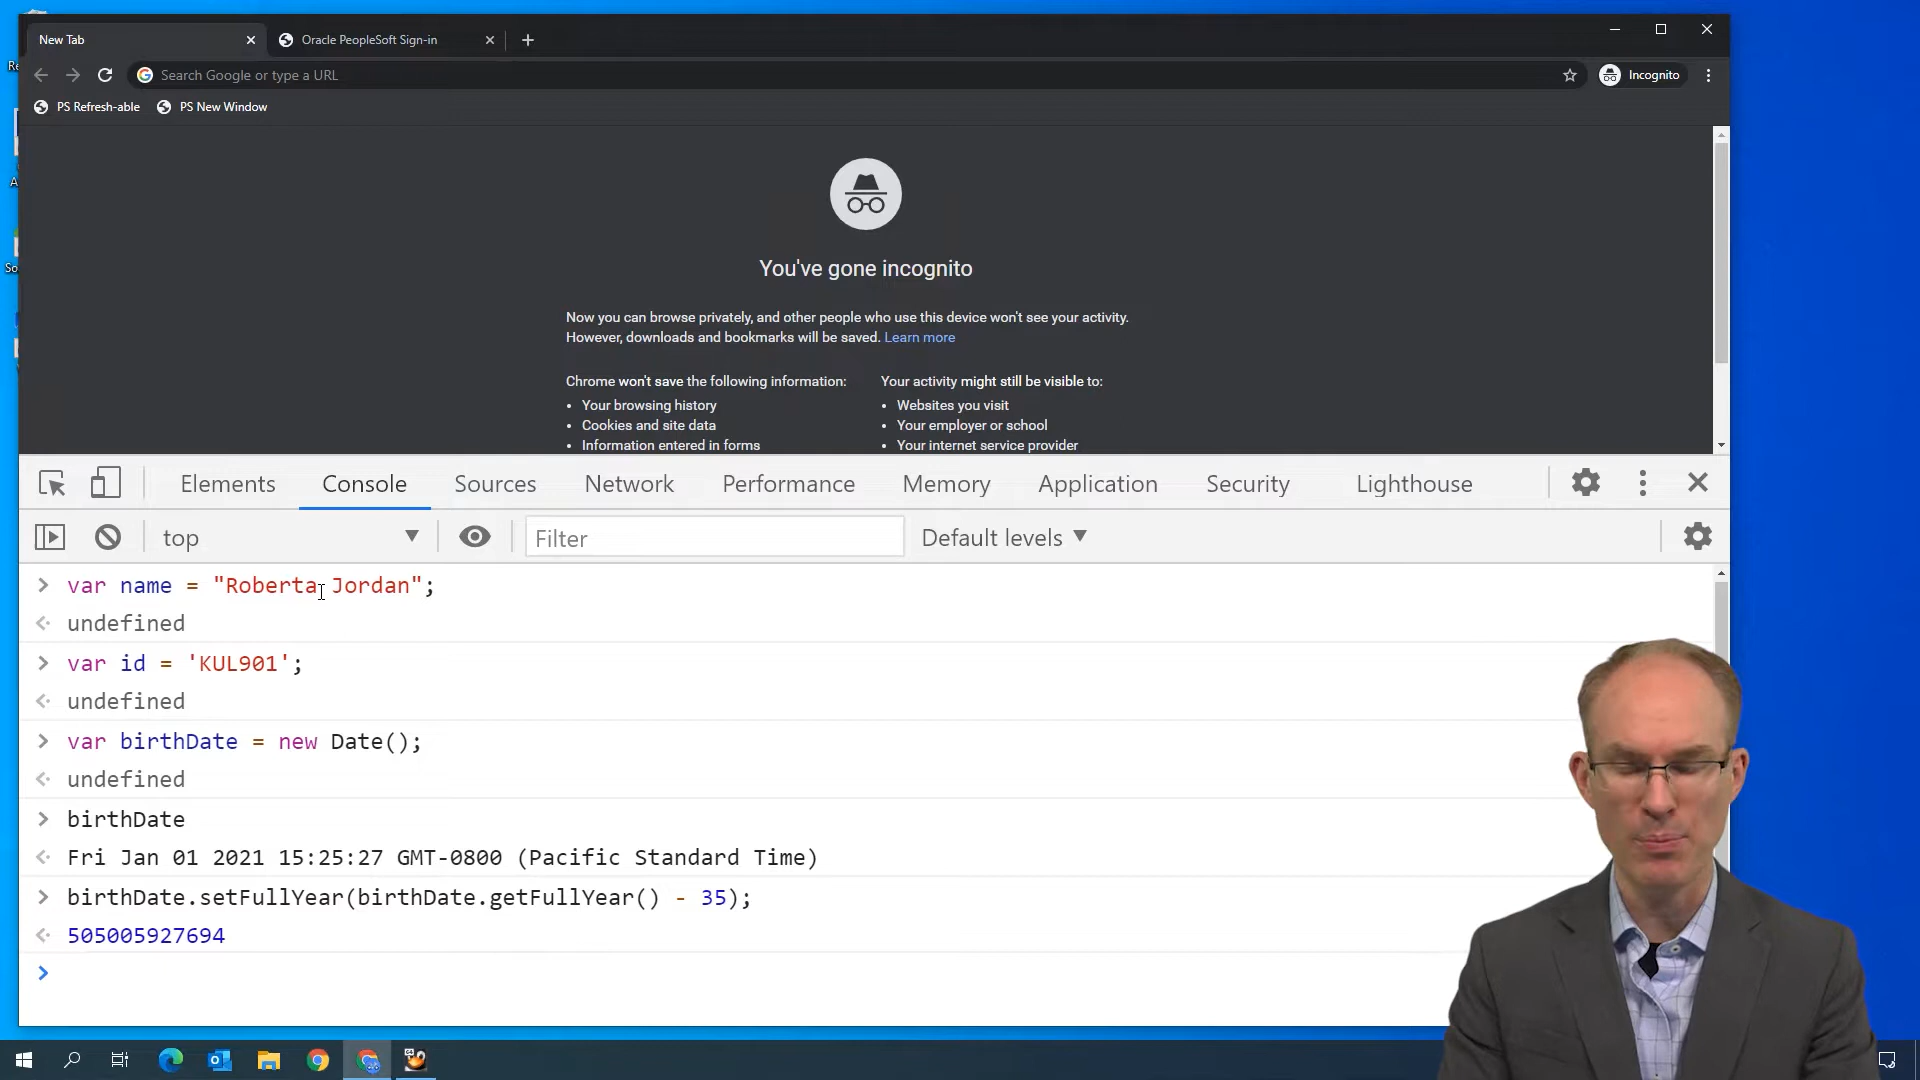 New Tab
Oracle PeopleSoft Sign-in
Search Google or type a URL
Incognito
PS Refresh-able
PS New Window
You've gone incognito
Now you can browse privately, and other people who use this device won't see your activity.
However, downloads and bookmarks will be saved. Learn more
Chrome won't save the following information:
Your browsing history
Cookies and site data
Information entered in forms
Your activity might still be visible to:
Websites you visit
Your employer or school
Your internet service provider
Elements Console Sources Network Performance Memory Application Security Lighthouse
top Filter Default levels
> var name = "Roberta Jordan";
undefined
> var id = 'KUL901';
undefined
> var birthDate = new Date();
undefined
> birthDate
Fri Jan 01 2021 15:25:27 GMT-0800 (Pacific Standard Time)
> birthDate.setFullYear(birthDate.getFullYear() - 35);
505005927694
>